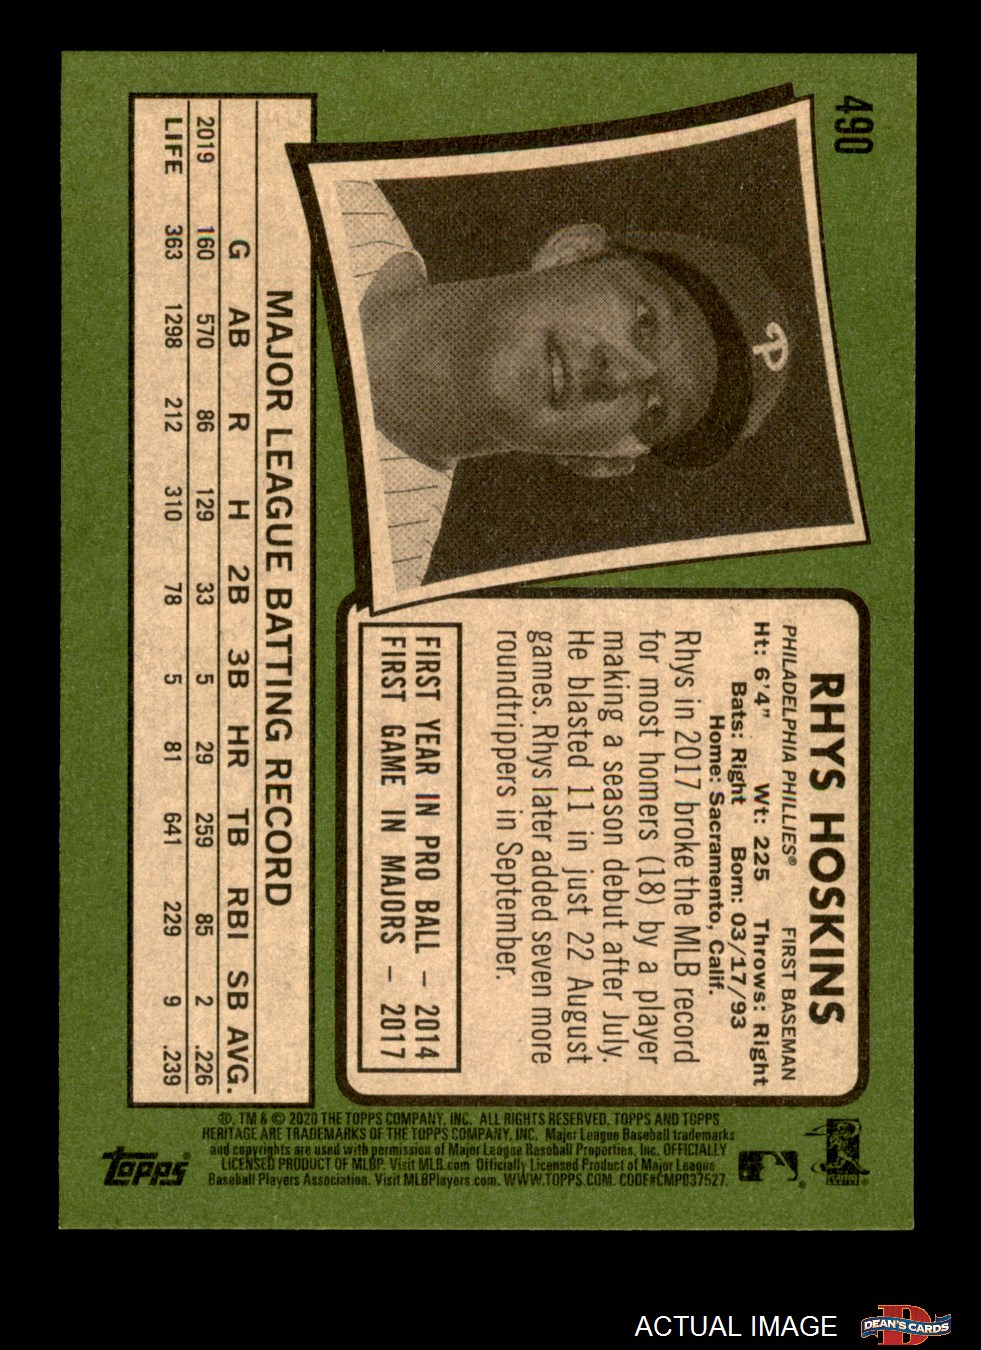 490
P
RHYS HOSKINS
PHILADELPHIA PHILLIES® FIRST BASEMAN
Ht: 6'4" Wt: 225 Throws: Right
Bats: Right Born: 03/17/93
Home: Sacramento, Calif.
Rhys in 2017 broke the MLB record
for most homers (18) by a player
making a season debut after July.
He blasted 11 in just 22 August
games. Rhys later added seven more
roundtrippers in September.
FIRST YEAR IN PRO BALL – 2014
FIRST GAME IN MAJORS – 2017
MAJOR LEAGUE BATTING RECORD
G AB R H 2B 3B HR TB RBI SB AVG.
2019 160 570 86 129 33 5 29 259 85 2 .226
LIFE 363 1298 212 310 78 5 81 641 229 9 .239
®, TM & © 2020 THE TOPPS COMPANY, INC. ALL RIGHTS RESERVED. TOPPS AND TOPPS
HERITAGE ARE TRADEMARKS OF THE TOPPS COMPANY, INC. Major League Baseball trademarks
and copyrights are used with permission of Major League Baseball Properties, Inc. OFFICIALLY
LICENSED PRODUCT OF MLBP. Visit MLB.com Officially Licensed Product of Major League
Baseball Players Association. Visit MLBPlayers.com. WWW.TOPPS.COM. CODE#CMP037527.
TOPPS®
ACTUAL IMAGE
DEAN'S CARDS